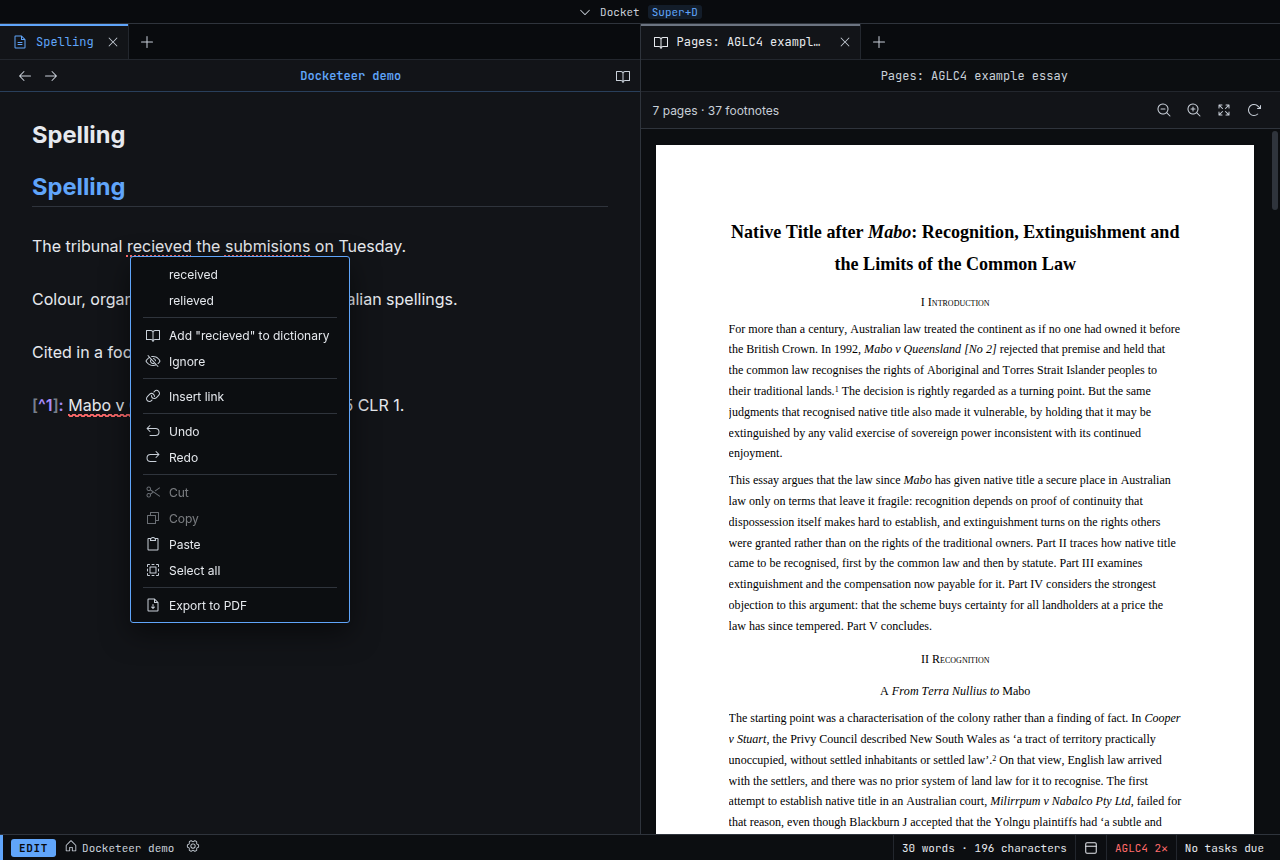 Docket Super+D
Spelling
Pages: AGLC4 exampl…
Docketeer demo
Pages: AGLC4 example essay
7 pages · 37 footnotes
Spelling
Spelling
The tribunal recieved the submisions on Tuesday.
Colour, organ
alian spellings.
Cited in a foo
[^1]: Mabo v
5 CLR 1.
received
relieved
Add "recieved" to dictionary
Ignore
Insert link
Undo
Redo
Cut
Copy
Paste
Select all
Export to PDF
Native Title after Mabo: Recognition, Extinguishment and
the Limits of the Common Law
I Introduction
For more than a century, Australian law treated the continent as if no one had owned it before
the British Crown. In 1992, Mabo v Queensland [No 2] rejected that premise and held that
the common law recognises the rights of Aboriginal and Torres Strait Islander peoples to
their traditional lands.1 The decision is rightly regarded as a turning point. But the same
judgments that recognised native title also made it vulnerable, by holding that it may be
extinguished by any valid exercise of sovereign power inconsistent with its continued
enjoyment.
This essay argues that the law since Mabo has given native title a secure place in Australian
law only on terms that leave it fragile: recognition depends on proof of continuity that
dispossession itself makes hard to establish, and extinguishment turns on the rights others
were granted rather than on the rights of the traditional owners. Part II traces how native title
came to be recognised, first by the common law and then by statute. Part III examines
extinguishment and the compensation now payable for it. Part IV considers the strongest
objection to this argument: that the scheme buys certainty for all landholders at a price the
law has since tempered. Part V concludes.
II Recognition
A From Terra Nullius to Mabo
The starting point was a characterisation of the colony rather than a finding of fact. In Cooper
v Stuart, the Privy Council described New South Wales as ‘a tract of territory practically
unoccupied, without settled inhabitants or settled law’.2 On that view, English law arrived
with the settlers, and there was no prior system of land law for it to recognise. The first
attempt to establish native title in an Australian court, Milirrpum v Nabalco Pty Ltd, failed for
that reason, even though Blackburn J accepted that the Yolngu plaintiffs had ‘a subtle and
EDIT Docketeer demo
30 words · 196 characters
AGLC4 2×
No tasks due